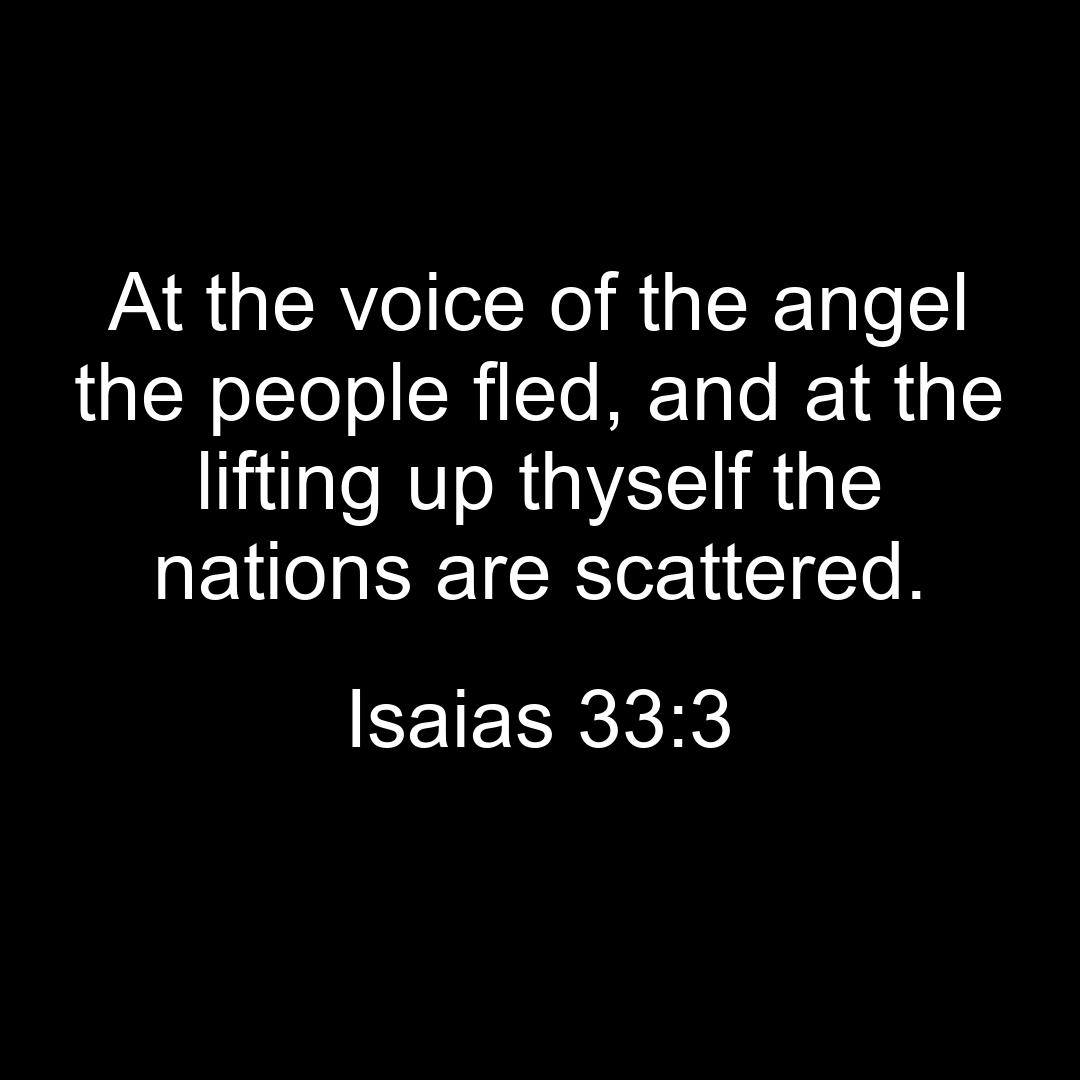 At the voice of the angel
the people fled, and at the
lifting up thyself the
nations are scattered.
Isaias 33:3